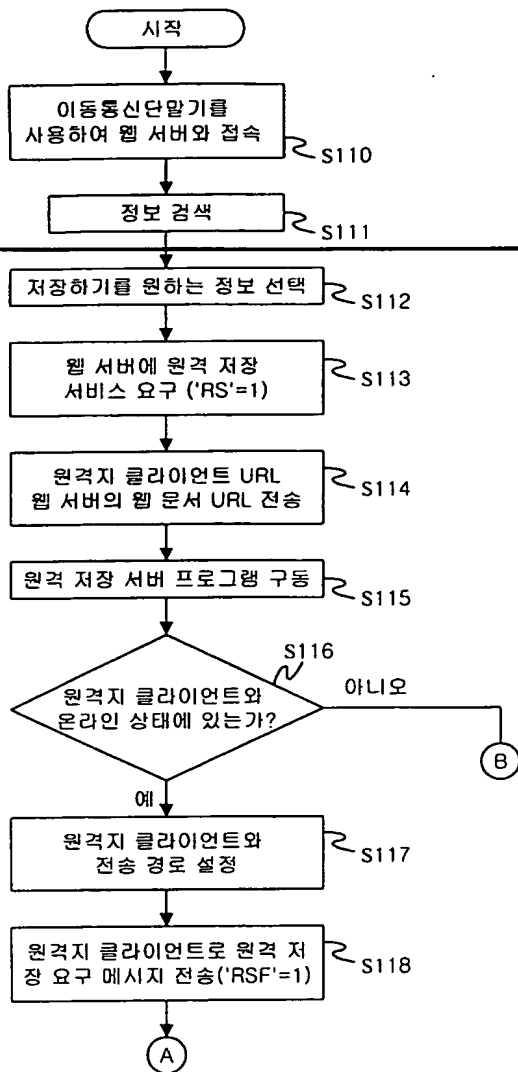 시작
이동통신단말기를
사용하여 웹 서버와 접속
S110
정보 검색
S111
저장하기를 원하는 정보 선택
S112
웹 서버에 원격 저장
서비스 요구 ('RS'=1)
S113
원격지 클라이언트 URL
웹 서버의 웹 문서 URL 전송
S114
원격 저장 서버 프로그램 구동
S115
S116
원격지 클라이언트와
온라인 상태에 있는가?
아니오
B
예
원격지 클라이언트와
전송 경로 설정
S117
원격지 클라이언트로 원격 저
장 요구 메시지 전송('RSF'=1)
S118
A